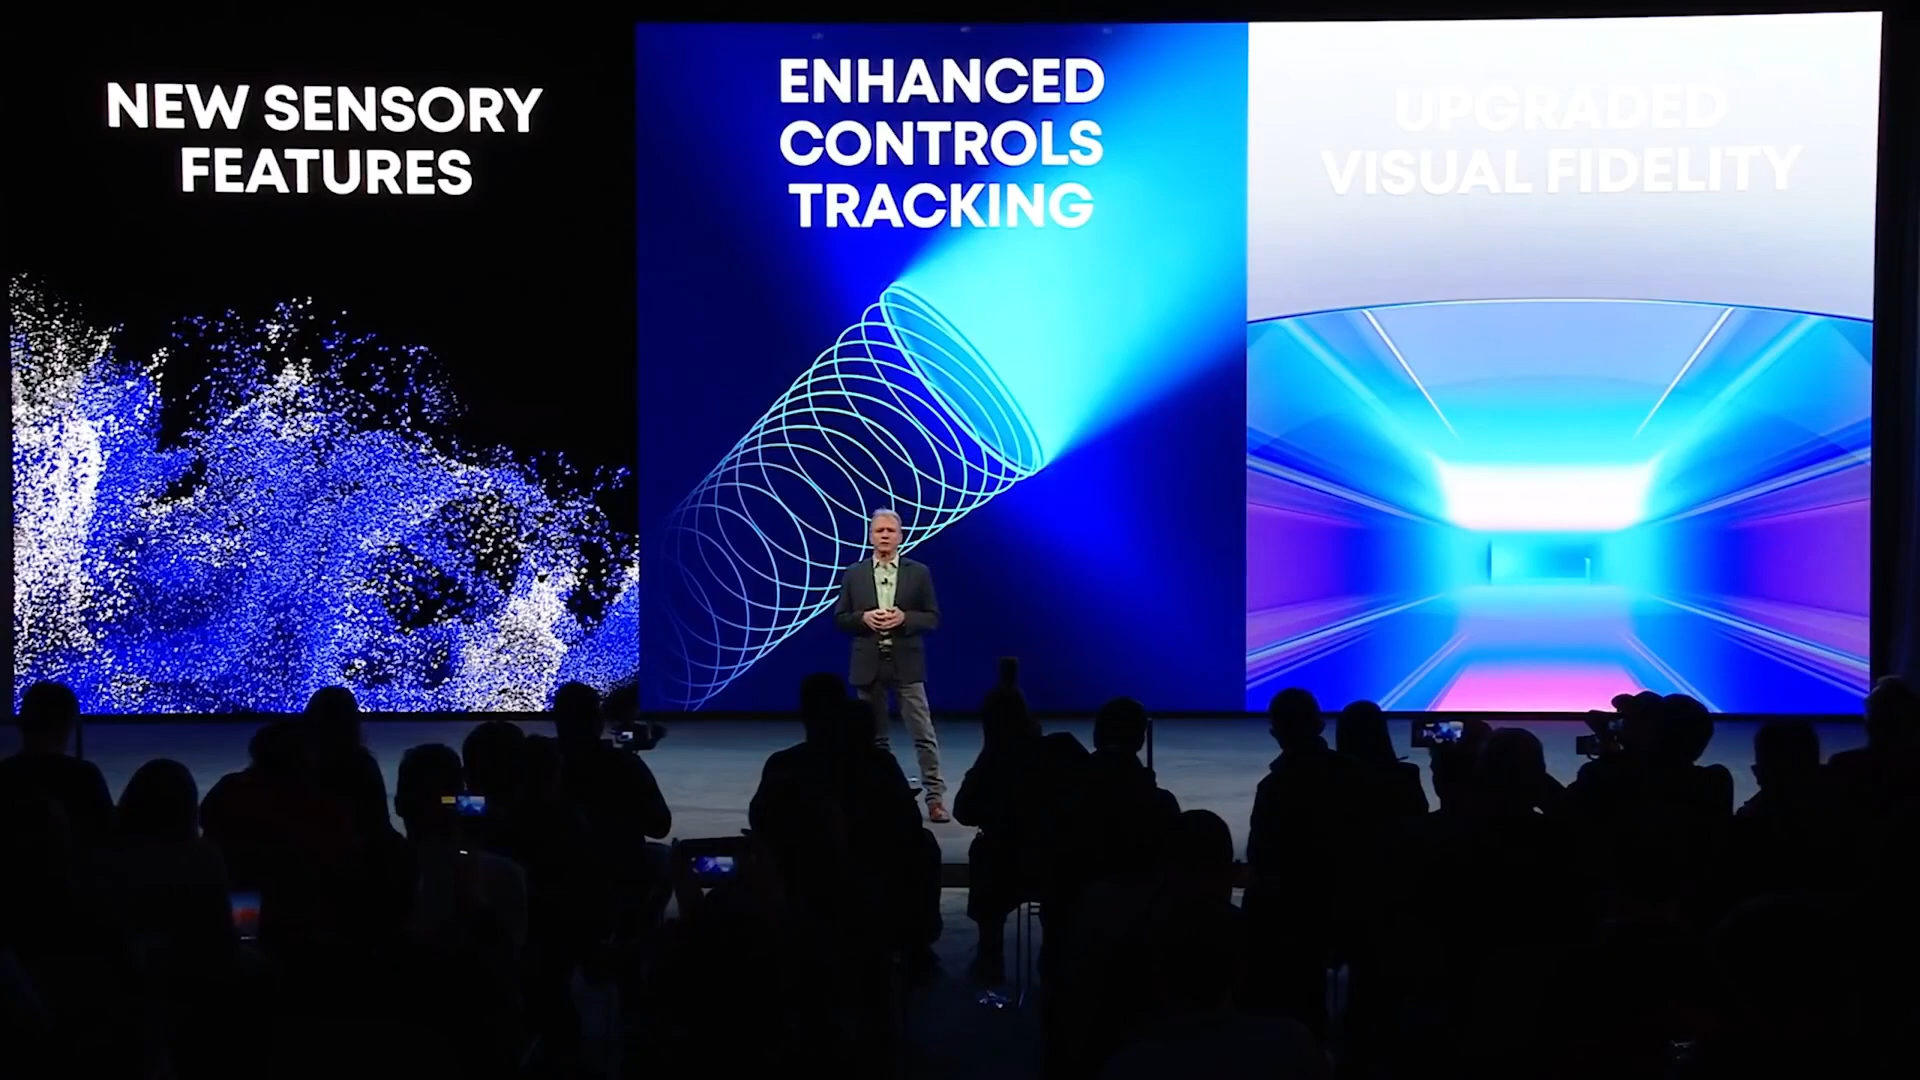 NEW SENSORY
FEATURES
ENHANCED
CONTROLS
TRACKING
UPGRADED
VISUAL FIDELITY